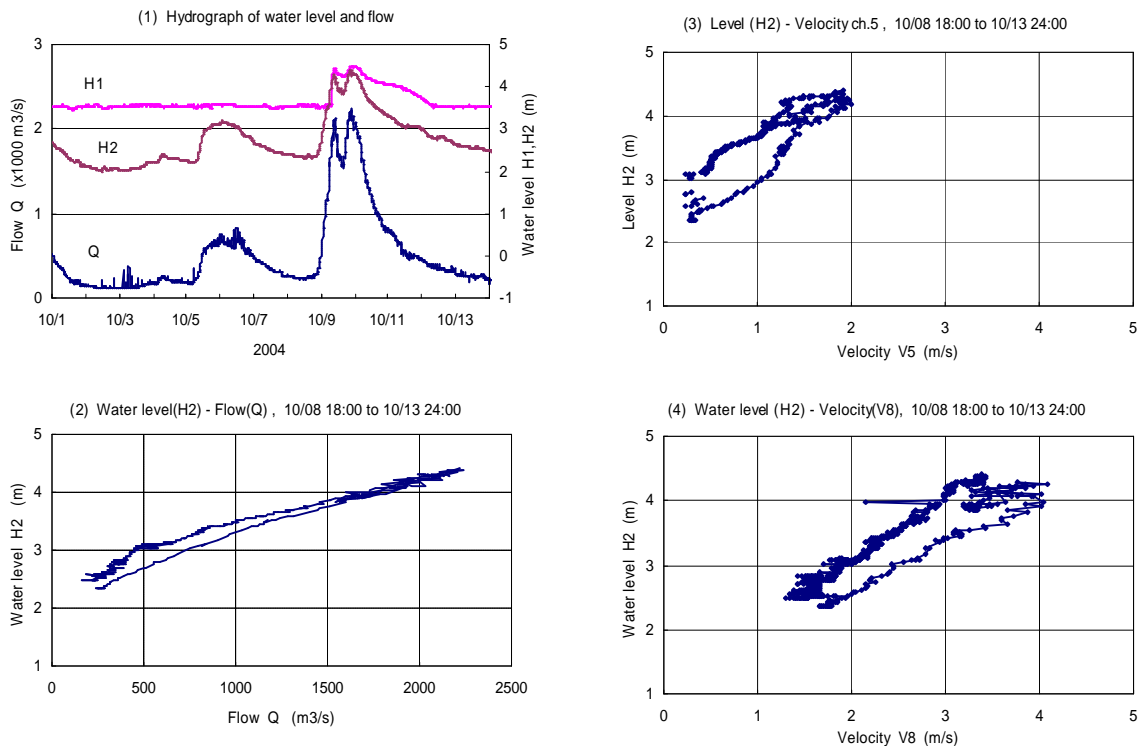 (1) Hydrograph of water level and flow
3
2
1
0
5
4
3
2
1
0
-1
H1
H2
Q
Flow Q (x1000 m3/s)
Water level H1,H2 (m)
10/1 10/3 10/5 10/7 10/9 10/11 10/13
2004
(3) Level (H2) - Velocity ch.5 , 10/08 18:00 to 10/13 24:00
5
4
3
2
1
Level H2 (m)
0 1 2 3 4 5
Velocity V5 (m/s)
(2) Water level(H2) - Flow(Q) , 10/08 18:00 to 10/13 24:00
5
4
3
2
1
Water level H2 (m)
0 500 1000 1500 2000 2500
Flow Q (m3/s)
(4) Water level (H2) - Velocity(V8), 10/08 18:00 to 10/13 24:00
5
4
3
2
1
Water level H2 (m)
0 1 2 3 4 5
Velocity V8 (m/s)